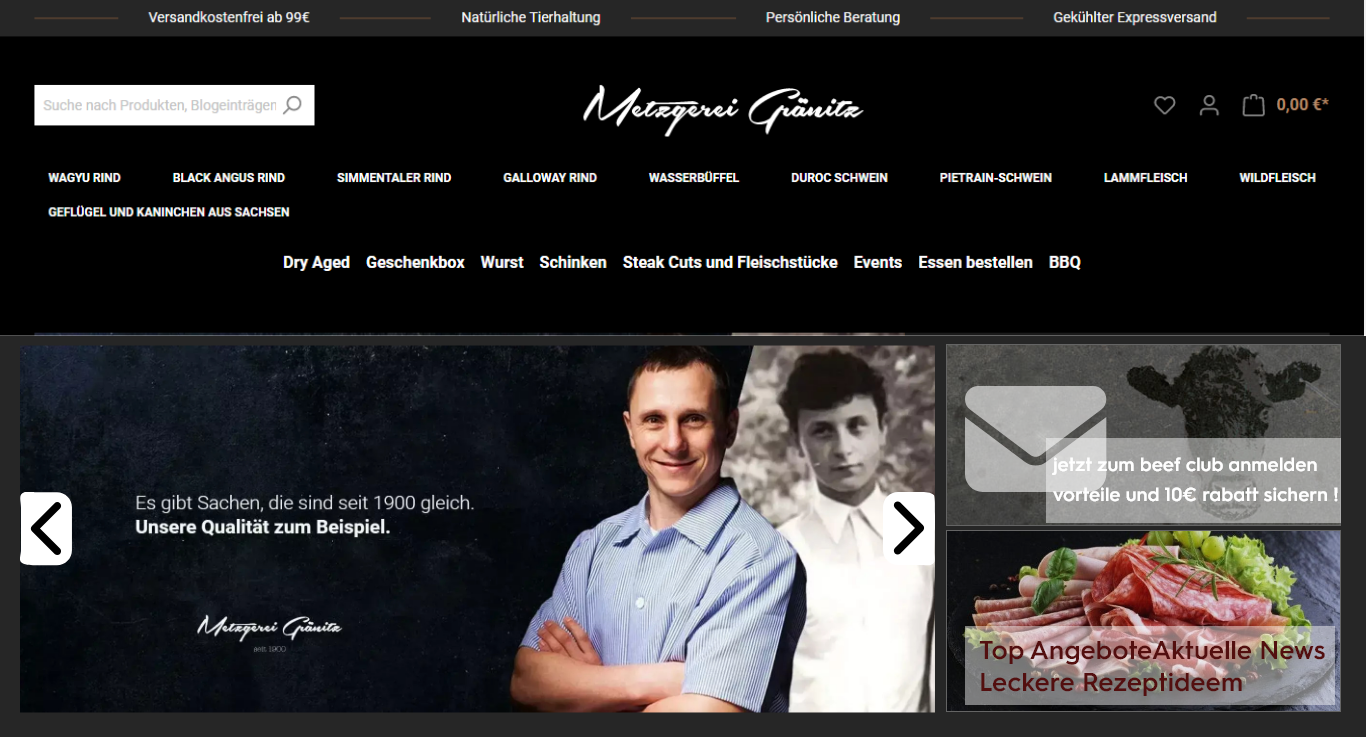 Versandkostenfrei ab 99€
Natürliche Tierhaltung
Persönliche Beratung
Gekühlter Expressversand
Suche nach Produkten, Blogeinträgen
Metzgerei Gränitz
0,00 €*
WAGYU RIND
BLACK ANGUS RIND
SIMMENTALER RIND
GALLOWAY RIND
WASSERBÜFFEL
DUROC SCHWEIN
PIETRAIN-SCHWEIN
LAMMFLEISCH
WILDFLEISCH
GEFLÜGEL UND KANINCHEN AUS SACHSEN
Dry Aged
Geschenkbox
Wurst
Schinken
Steak Cuts und Fleischstücke
Events
Essen bestellen
BBQ
Es gibt Sachen, die sind seit 1900 gleich.
Unsere Qualität zum Beispiel.
Metzgerei Gränitz
seit 1900
jetzt zum beef club anmelden
vorteile und 10€ rabatt sichern !
Top AngeboteAktuelle News
Leckere Rezeptideem